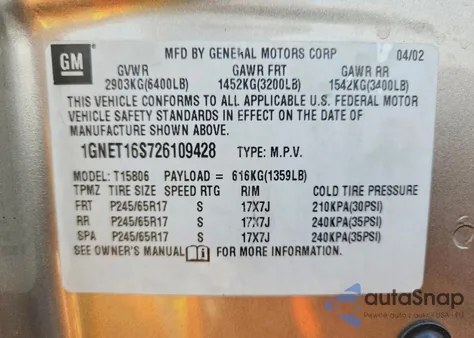 GM
MFD BY GENERAL MOTORS CORP 04/02
GVWR GAWR FRT GAWR RR
2903KG(6400LB) 1452KG(3200LB) 1542KG(3400LB)
THIS VEHICLE CONFORMS TO ALL APPLICABLE U.S. FEDERAL MOTOR
VEHICLE SAFETY STANDARDS IN EFFECT ON THE DATE OF
MANUFACTURE SHOWN ABOVE.
1GNET16S726109428 TYPE: M.P.V.
MODEL: T15806 PAYLOAD = 616KG(1359LB)
TPMZ TIRE SIZE SPEED RTG RIM COLD TIRE PRESSURE
FRT P245/65R17 S 17X7J 210KPA(30PSI)
RR P245/65R17 S 17X7J 240KPA(35PSI)
SPA P245/65R17 S 17X7J 240KPA(35PSI)
SEE OWNER'S MANUAL i FOR MORE INFORMATION.
autoSnap